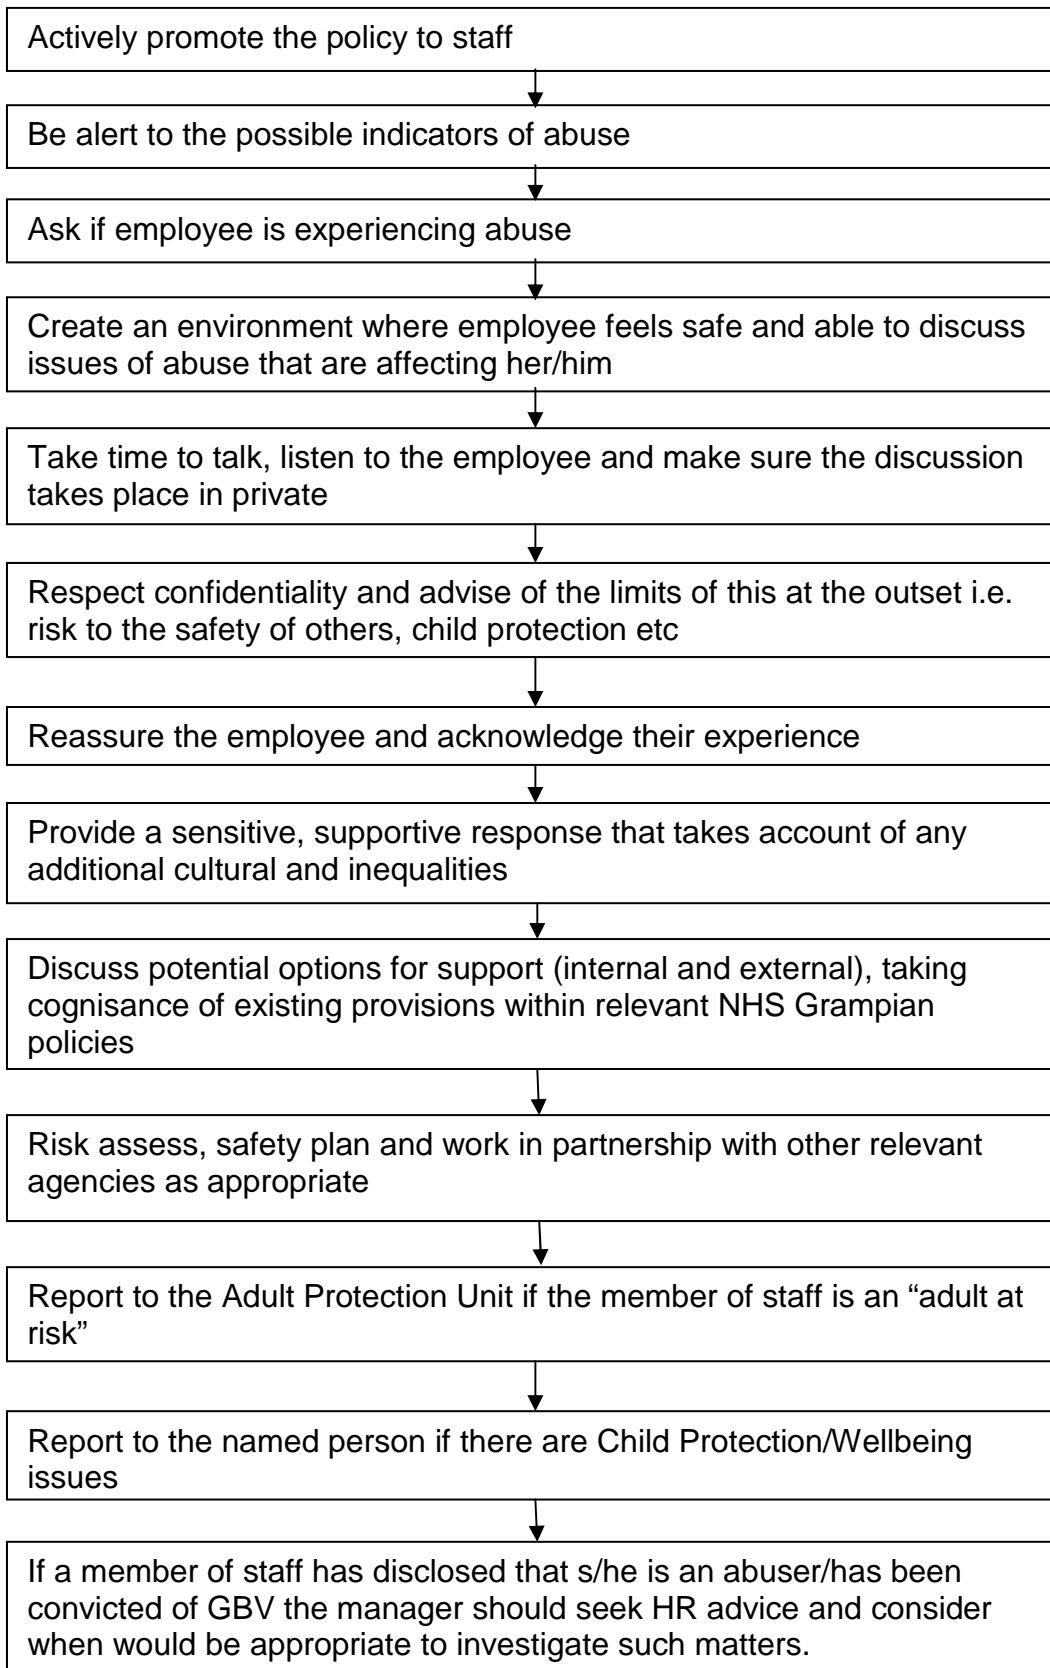 Actively promote the policy to staff
Be alert to the possible indicators of abuse
Ask if employee is experiencing abuse
Create an environment where employee feels safe and able to discuss
issues of abuse that are affecting her/him
Take time to talk, listen to the employee and make sure the discussion
takes place in private
Respect confidentiality and advise of the limits of this at the outset i.e.
risk to the safety of others, child protection etc
Reassure the employee and acknowledge their experience
Provide a sensitive, supportive response that takes account of any
additional cultural and inequalities
Discuss potential options for support (internal and external), taking
cognisance of existing provisions within relevant NHS Grampian
policies
Risk assess, safety plan and work in partnership with other relevant
agencies as appropriate
Report to the Adult Protection Unit if the member of staff is an “adult at
risk”
Report to the named person if there are Child Protection/Wellbeing
issues
If a member of staff has disclosed that s/he is an abuser/has been
convicted of GBV the manager should seek HR advice and consider
when would be appropriate to investigate such matters.